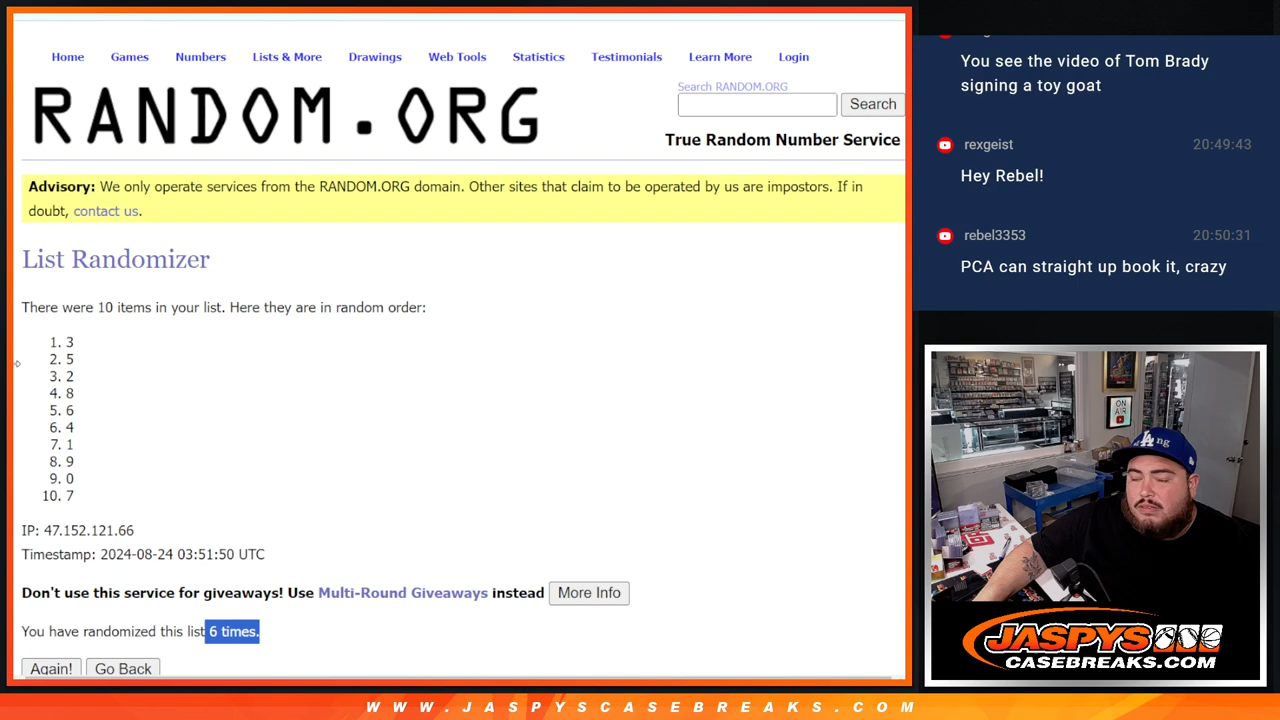 Home Games Numbers Lists & More Drawings Web Tools Statistics Testimonials Learn More Login
RANDOM.ORG
Search RANDOM.ORG
Search
True Random Number Service
Advisory: We only operate services from the RANDOM.ORG domain. Other sites that claim to be operated by us are impostors. If in
doubt, contact us.
List Randomizer
There were 10 items in your list. Here they are in random order:
1. 3
2. 5
3. 2
4. 8
5. 6
6. 4
7. 1
8. 9
9. 0
10. 7
IP: 47.152.121.66
Timestamp: 2024-08-24 03:51:50 UTC
Don't use this service for giveaways! Use Multi-Round Giveaways instead More Info
You have randomized this list 6 times.
Again! Go Back
You see the video of Tom Brady
signing a toy goat
rexgeist 20:49:43
Hey Rebel!
rebel3353 20:50:31
PCA can straight up book it, crazy
ON
AIR
JASPYS
CASEBREAKS.COM
WWW.JASPYSCASEBREAKS.COM